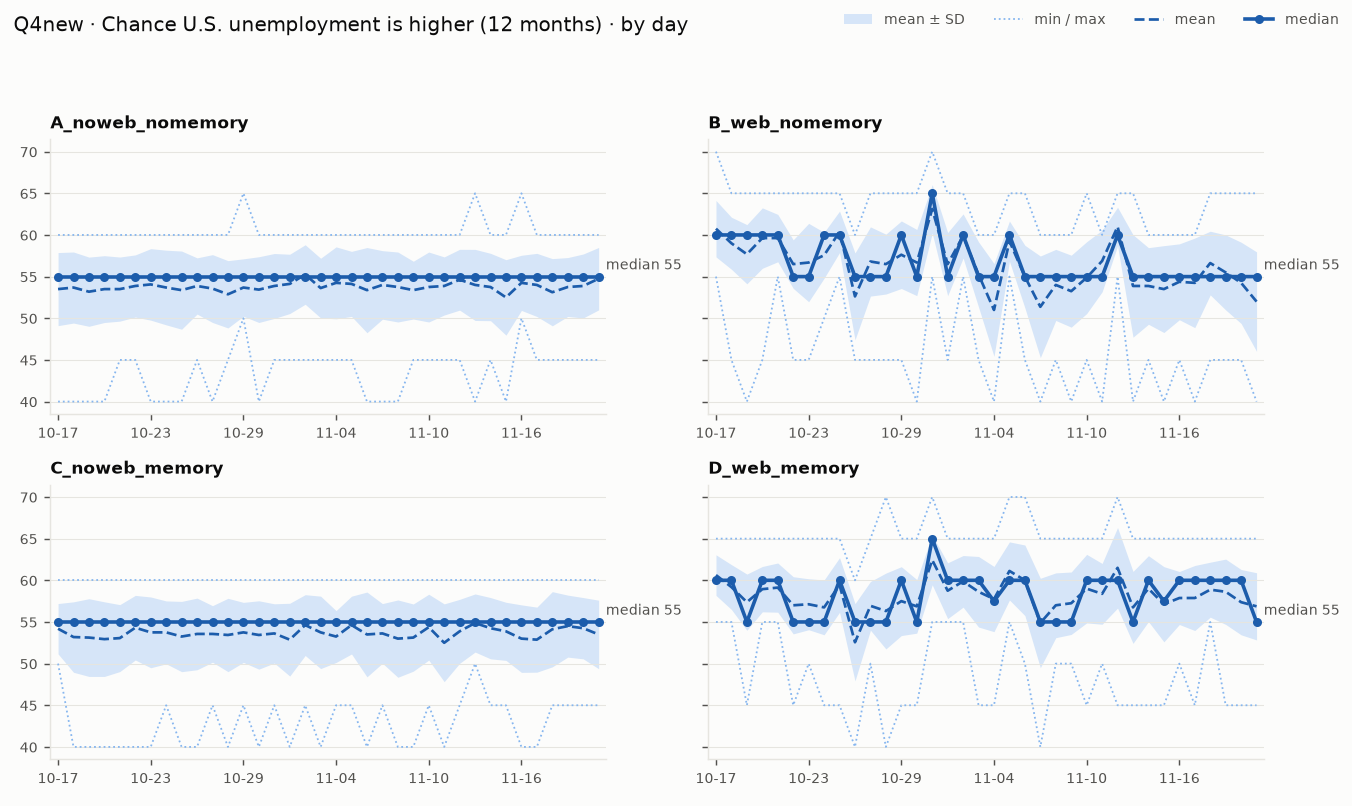 Q4new · Chance U.S. unemployment is higher (12 months) · by day
mean ± SD min / max mean median
A_noweb_nomemory
70
65
60
55
50
45
40
median 55
10-17 10-23 10-29 11-04 11-10 11-16
B_web_nomemory
median 55
10-17 10-23 10-29 11-04 11-10 11-16
C_noweb_memory
70
65
60
55
50
45
40
median 55
10-17 10-23 10-29 11-04 11-10 11-16
D_web_memory
median 55
10-17 10-23 10-29 11-04 11-10 11-16